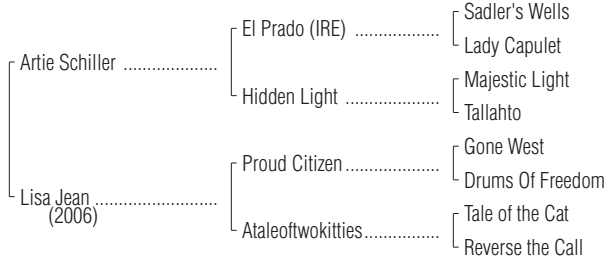 Sadler's Wells
El Prado (IRE) ..................
Lady Capulet
Artie Schiller ....................
Majestic Light
Hidden Light ....................
Tallahto
Gone West
Proud Citizen....................
Drums Of Freedom
Lisa Jean ..........................
(2006)
Tale of the Cat
Ataleoftwokitties................
Reverse the Call